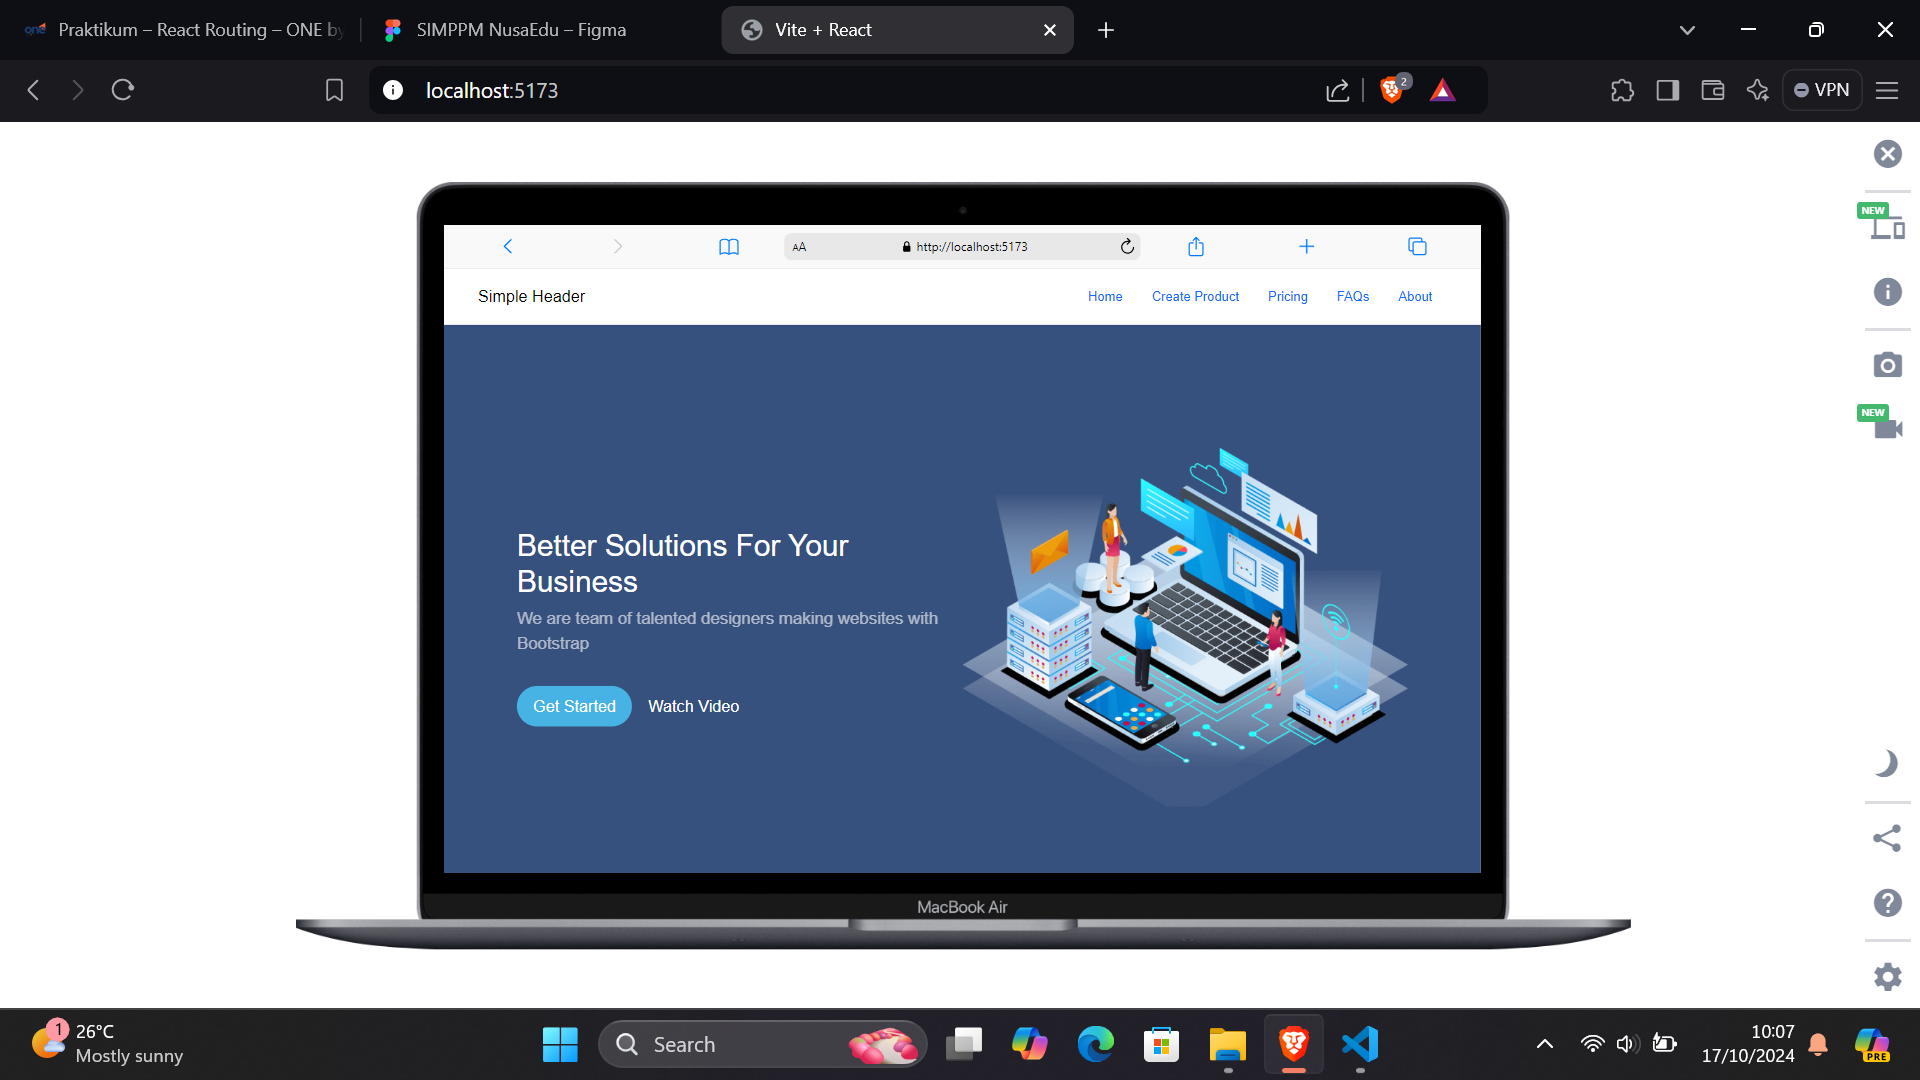 Praktikum – React Routing – ONE by
SIMPPM NusaEdu – Figma
Vite + React
localhost:5173
2
VPN
NEW
NEW
AA
http://localhost:5173
Simple Header
Home
Create Product
Pricing
FAQs
About
Better Solutions For Your
Business
We are team of talented designers making websites with
Bootstrap
Get Started
Watch Video
MacBook Air
1
26°C
Mostly sunny
Search
10:07
17/10/2024
PRE